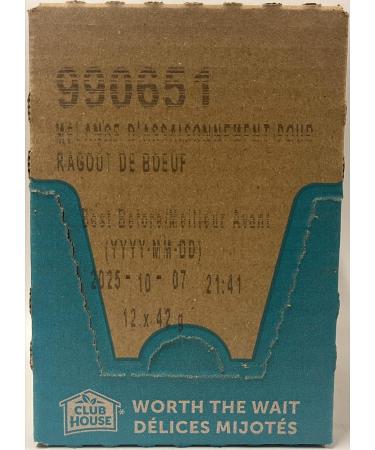 990651
MÉLANGE D'ASSAISONNEMENT POUR
RAGOÛT DE BOEUF
Best Before/Meilleur Avant
(YYYY-MM-DD)
2025-10-07 21:41
12 x 42 g
CLUB
HOUSE
WORTH THE WAIT
DÉLICES MIJOTÉS